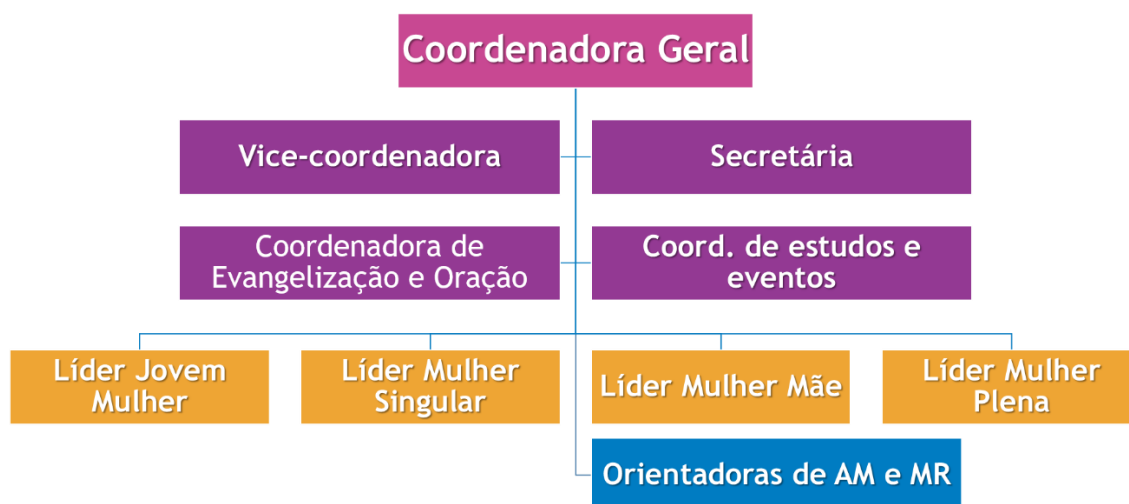 Coordenadora Geral
Vice-coordenadora
Secretária
Coordenadora de
Evangelização e Oração
Coord. de estudos e
eventos
Líder Jovem
Mulher
Líder Mulher
Singular
Líder Mulher Mãe
Líder Mulher
Plena
Orientadoras de AM e MR